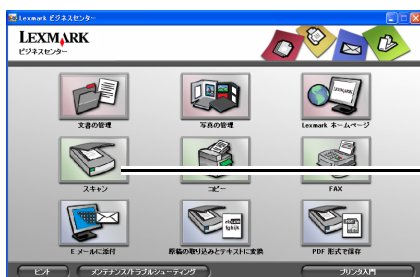 Lexmark ビジネスセンター
LEXMARK
ビジネスセンター
文書の管理
写真の管理
Lexmark ホームページ
スキャン
コピー
FAX
E メールに添付
原稿の取り込みとテキストに変換
PDF 形式で保存
ヒント
メンテナンス/トラブルシューティング
プリンタ入門